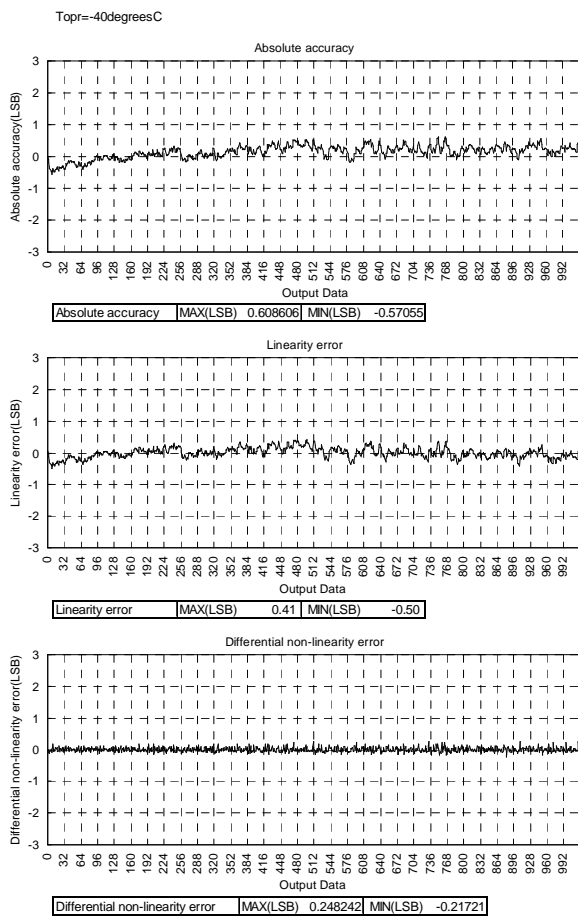 Topr=-40degreesC
Absolute accuracy
Absolute accuracy(LSB)
3
2
1
0
-1
-2
-3
0 32 64 96 128 160 192 224 256 288 320 352 384 416 448 480 512 544 576 608 640 672 704 736 768 800 832 864 896 928 960 992
Output Data
Absolute accuracy MAX(LSB) 0.608606 MIN(LSB) -0.57055
Linearity error
Linearity error(LSB)
3
2
1
0
-1
-2
-3
0 32 64 96 128 160 192 224 256 288 320 352 384 416 448 480 512 544 576 608 640 672 704 736 768 800 832 864 896 928 960 992
Output Data
Linearity error MAX(LSB) 0.41 MIN(LSB) -0.50
Differential non-linearity error
Differential non-linearity error(LSB)
3
2
1
0
-1
-2
-3
0 32 64 96 128 160 192 224 256 288 320 352 384 416 448 480 512 544 576 608 640 672 704 736 768 800 832 864 896 928 960 992
Output Data
Differential non-linearity error MAX(LSB) 0.248242 MIN(LSB) -0.21721